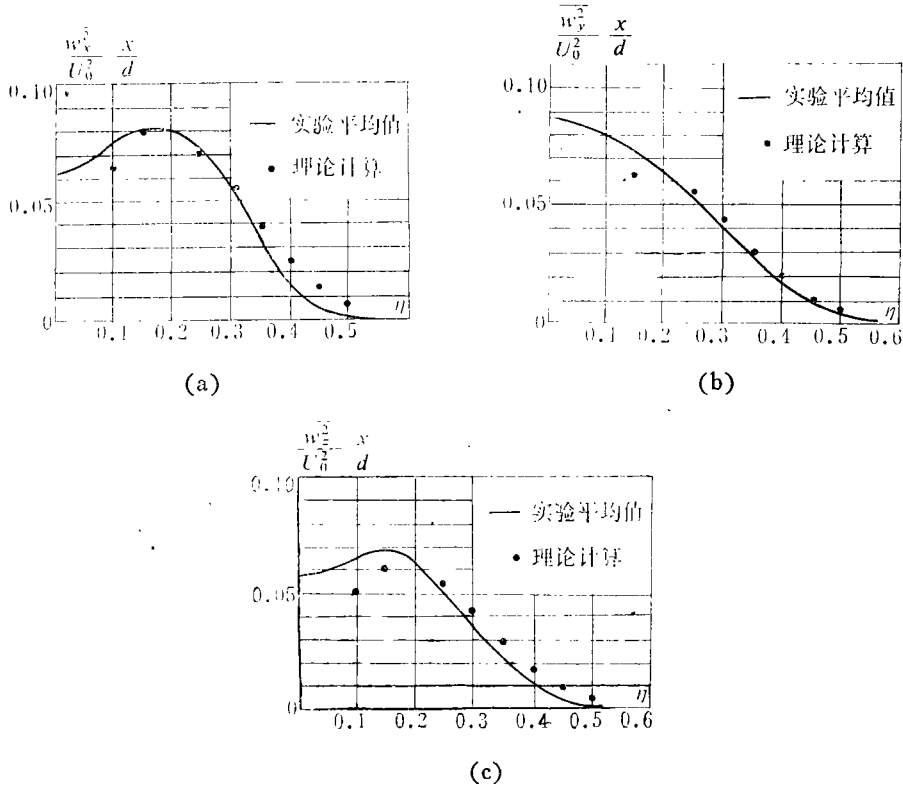 w_x^2/U_0^2 x/d
0.10
0.05
0
0.1 0.2 0.3 0.4 0.5
η
— 实验平均值
• 理论计算
(a)
w_y^2/U_0^2 x/d
0.10
0.05
0
0.1 0.2 0.3 0.4 0.5 0.6
η
— 实验平均值
• 理论计算
(b)
w_z^2/U_0^2 x/d
0.10
0.05
0
0.1 0.2 0.3 0.4 0.5 0.6
η
— 实验平均值
• 理论计算
(c)